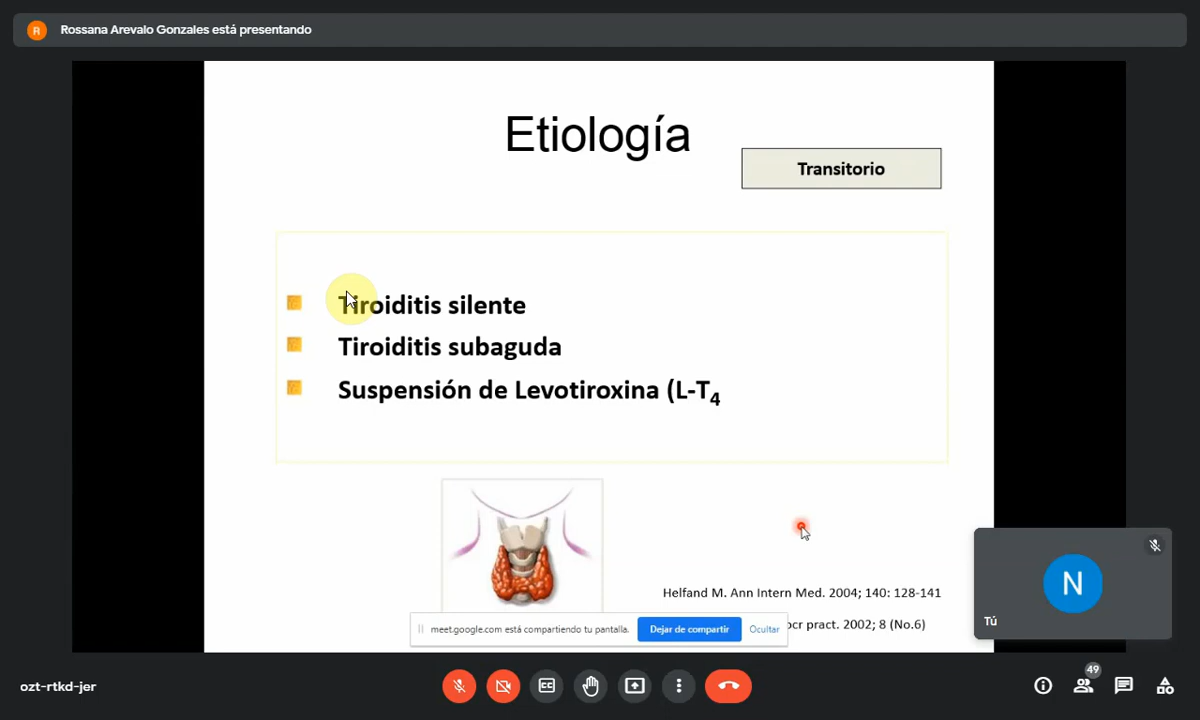 R
Rossana Arevalo Gonzales está presentando
Etiología
Transitorio
Tiroiditis silente
Tiroiditis subaguda
Suspensión de Levotiroxina (L-T4
Helfand M. Ann Intern Med. 2004; 140: 128-141
ocr pract. 2002; 8 (No.6)
meet.google.com está compartiendo tu pantalla.
Dejar de compartir
Ocultar
N
Tú
ozt-rtkd-jer
CC
49